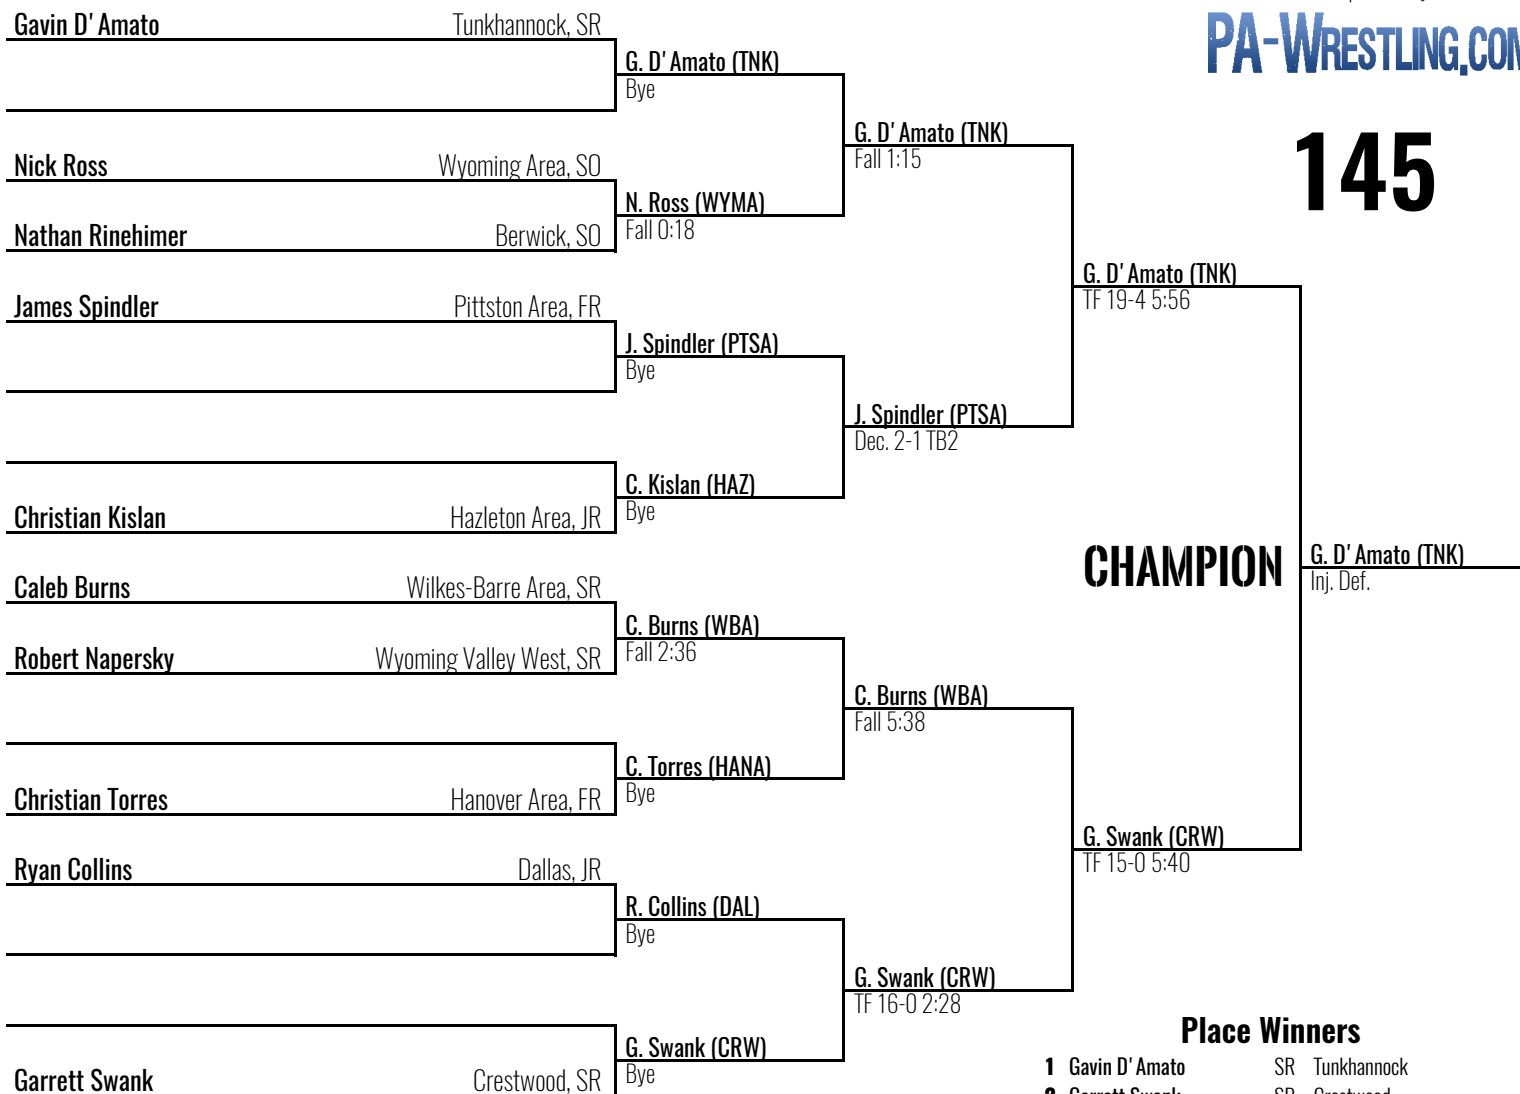 Gavin D'Amato Tunkhannock, SR
G. D'Amato (TNK)
Bye
Nick Ross Wyoming Area, SO
N. Ross (WYMA)
Fall 0:18
Nathan Rinehimer Berwick, SO
G. D'Amato (TNK)
Fall 1:15
James Spindler Pittston Area, FR
J. Spindler (PTSA)
Bye
C. Kislan (HAZ)
Bye
Christian Kislan Hazleton Area, JR
J. Spindler (PTSA)
Dec. 2-1 TB2
G. D'Amato (TNK)
TF 19-4 5:56
Caleb Burns Wilkes-Barre Area, SR
C. Burns (WBA)
Fall 2:36
Robert Napersky Wyoming Valley West, SR
C. Torres (HANA)
Bye
Christian Torres Hanover Area, FR
C. Burns (WBA)
Fall 5:38
Ryan Collins Dallas, JR
R. Collins (DAL)
Bye
G. Swank (CRW)
Bye
Garrett Swank Crestwood, SR
G. Swank (CRW)
TF 16-0 2:28
G. Swank (CRW)
TF 15-0 5:40
CHAMPION
G. D'Amato (TNK)
Inj. Def.
PA-WRESTLING.COM
145
Place Winners
1 Gavin D'Amato SR Tunkhannock
2 Garrett Swank SR Crestwood